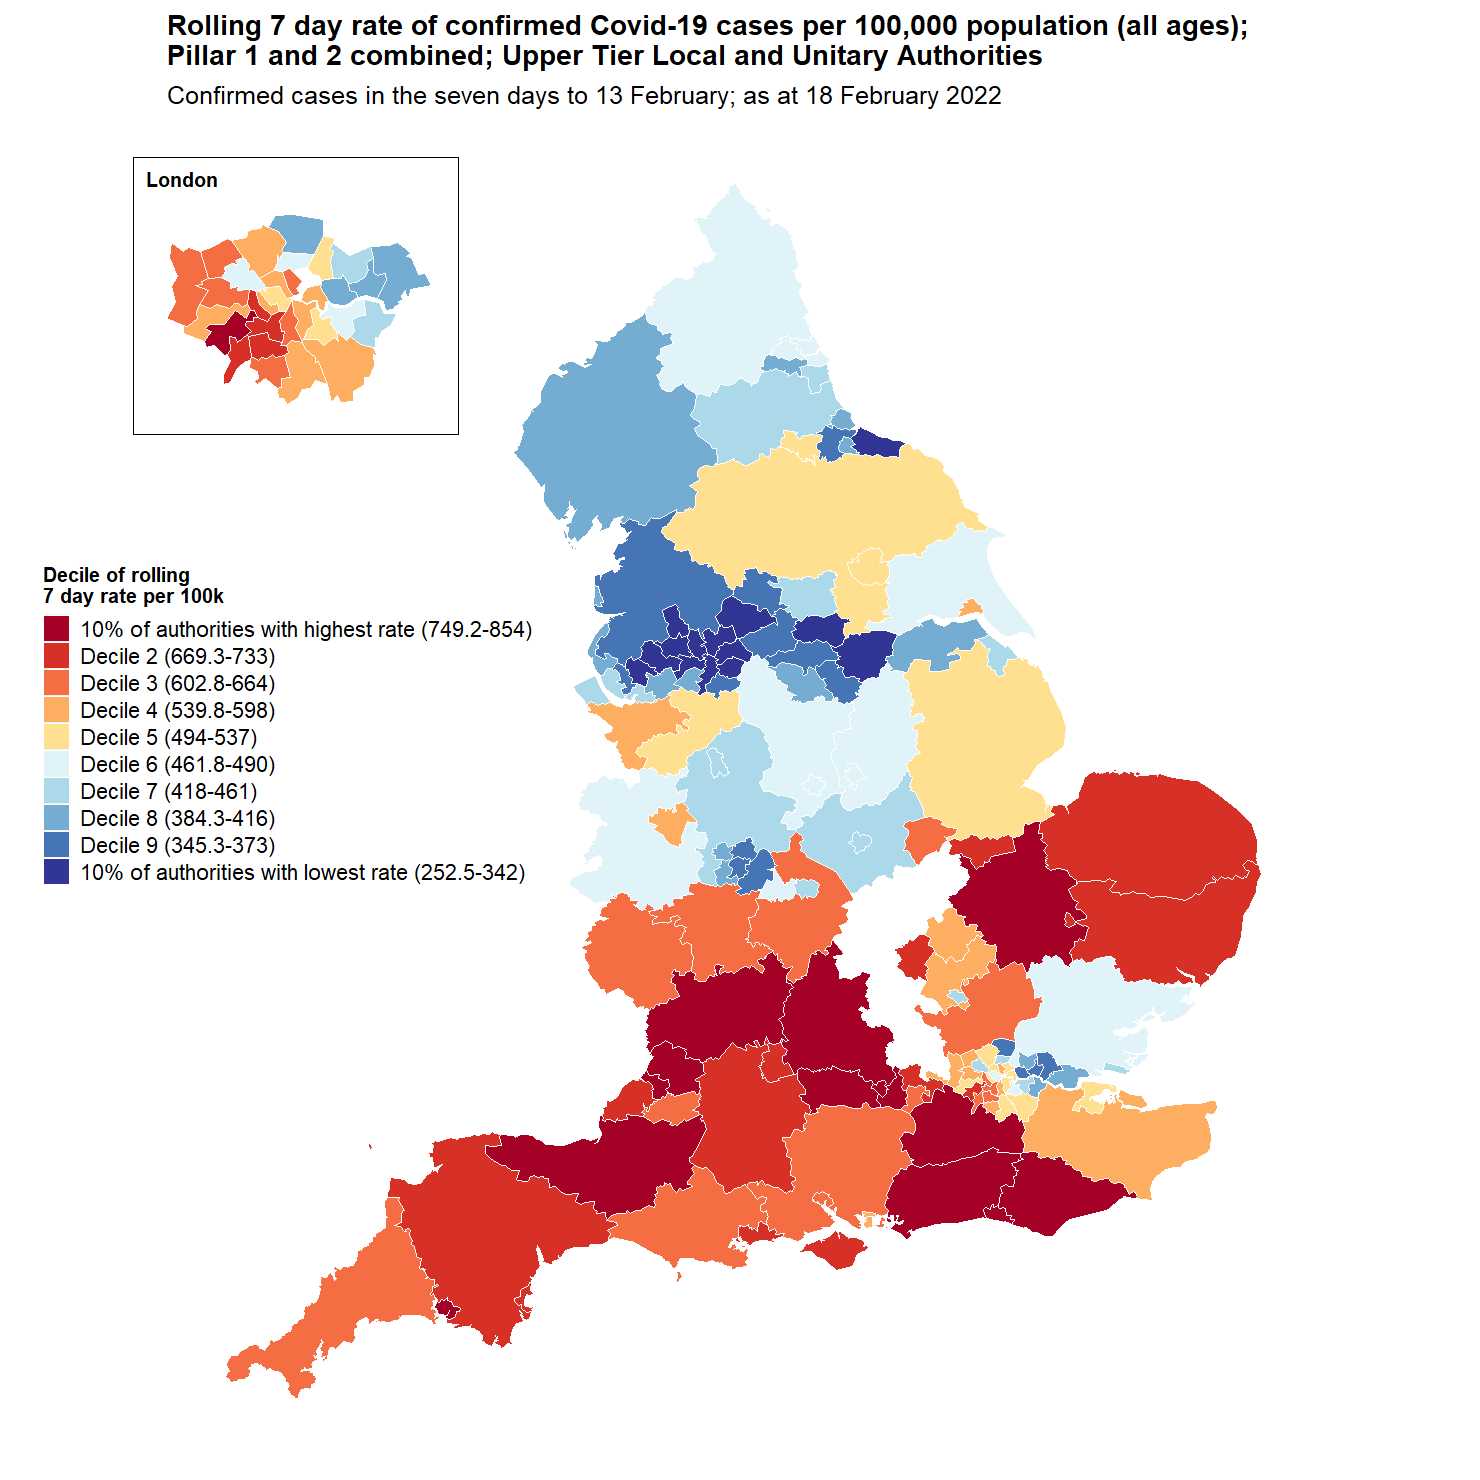 Rolling 7 day rate of confirmed Covid-19 cases per 100,000 population (all ages);
Pillar 1 and 2 combined; Upper Tier Local and Unitary Authorities
Confirmed cases in the seven days to 13 February; as at 18 February 2022
London
Decile of rolling
7 day rate per 100k
10% of authorities with highest rate (749.2-854)
Decile 2 (669.3-733)
Decile 3 (602.8-664)
Decile 4 (539.8-598)
Decile 5 (494-537)
Decile 6 (461.8-490)
Decile 7 (418-461)
Decile 8 (384.3-416)
Decile 9 (345.3-373)
10% of authorities with lowest rate (252.5-342)